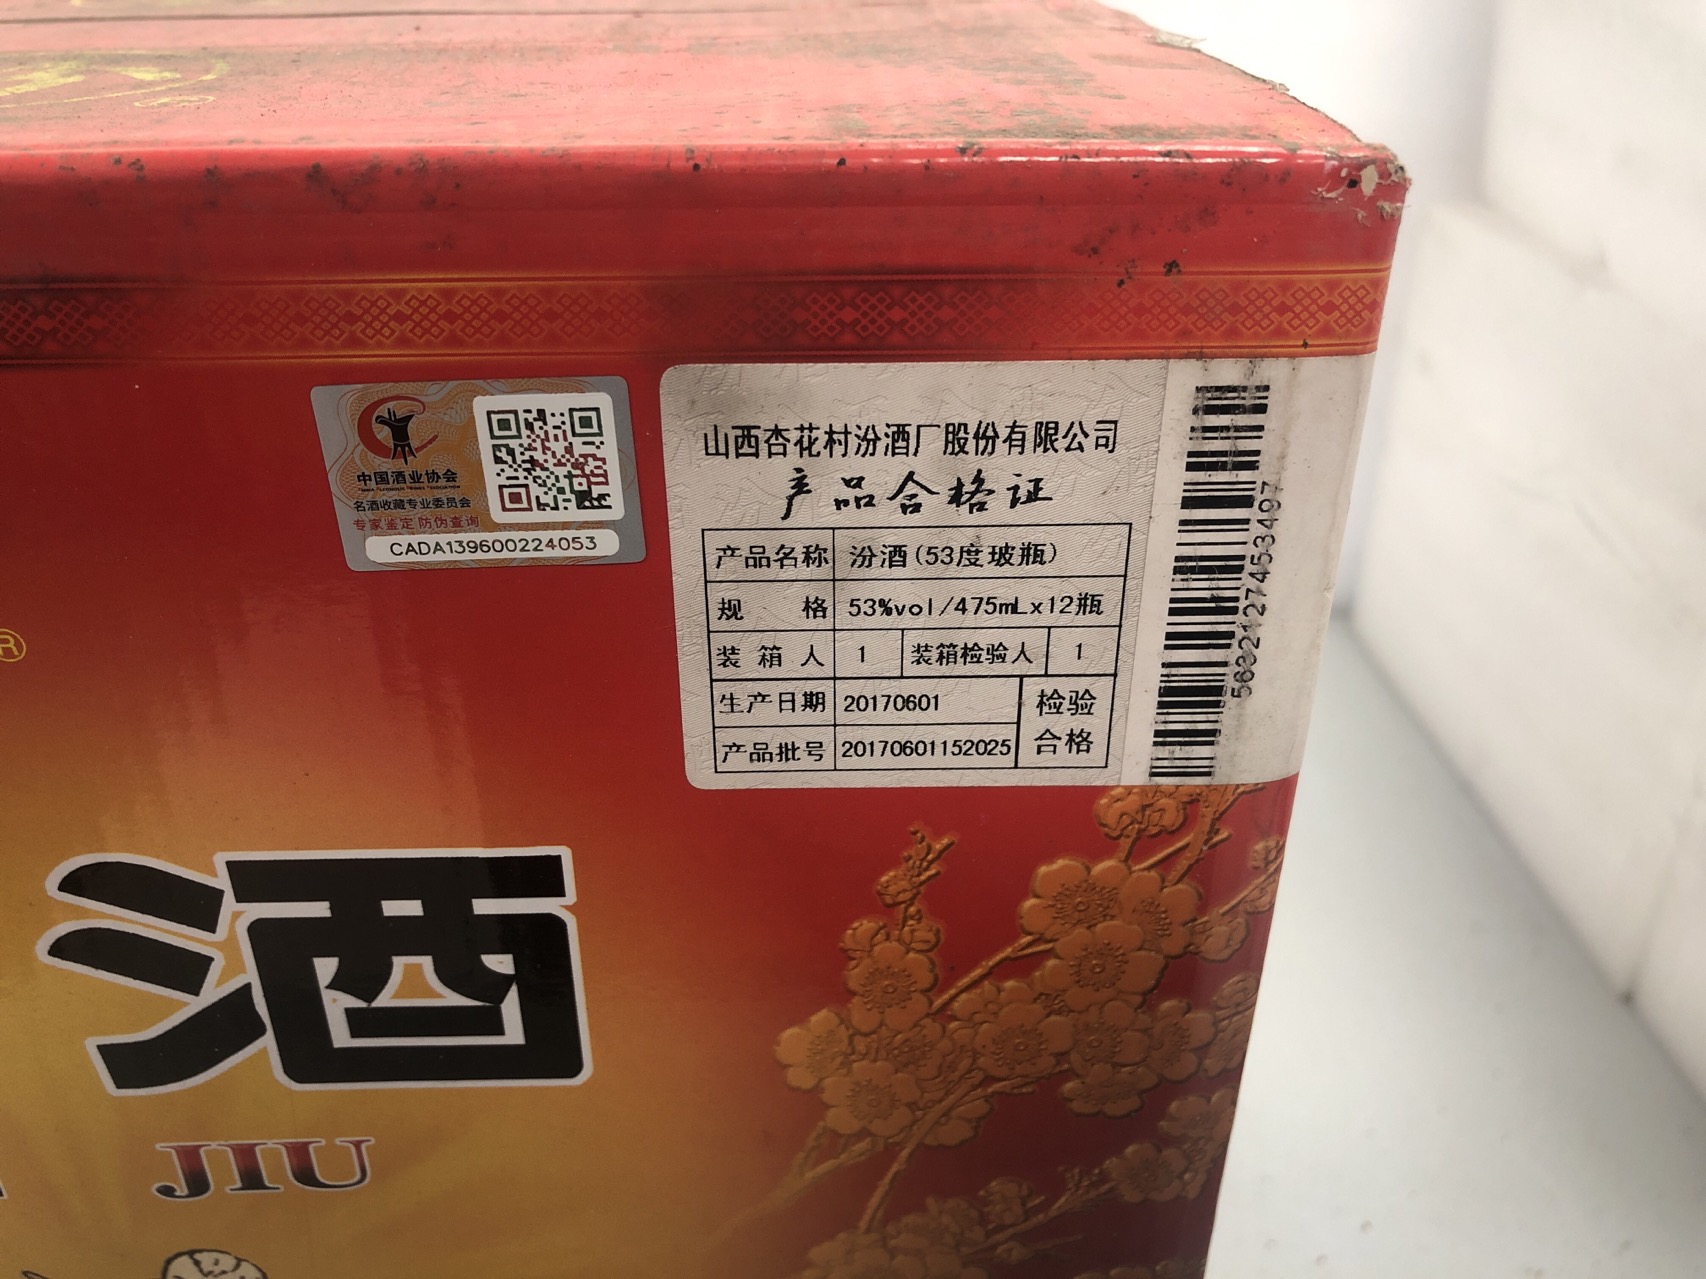 中国酒业协会
名酒收藏专业委员会
专家鉴定 防伪查询
CADA139600224053
山西杏花村汾酒厂股份有限公司
产品合格证
产品名称 汾酒(53度玻瓶)
规格 53%vol/475mLx12瓶
装箱人 1 装箱检验人 1
生产日期 20170601 检验
产品批号 20170601152025 合格
®
酒
JIU